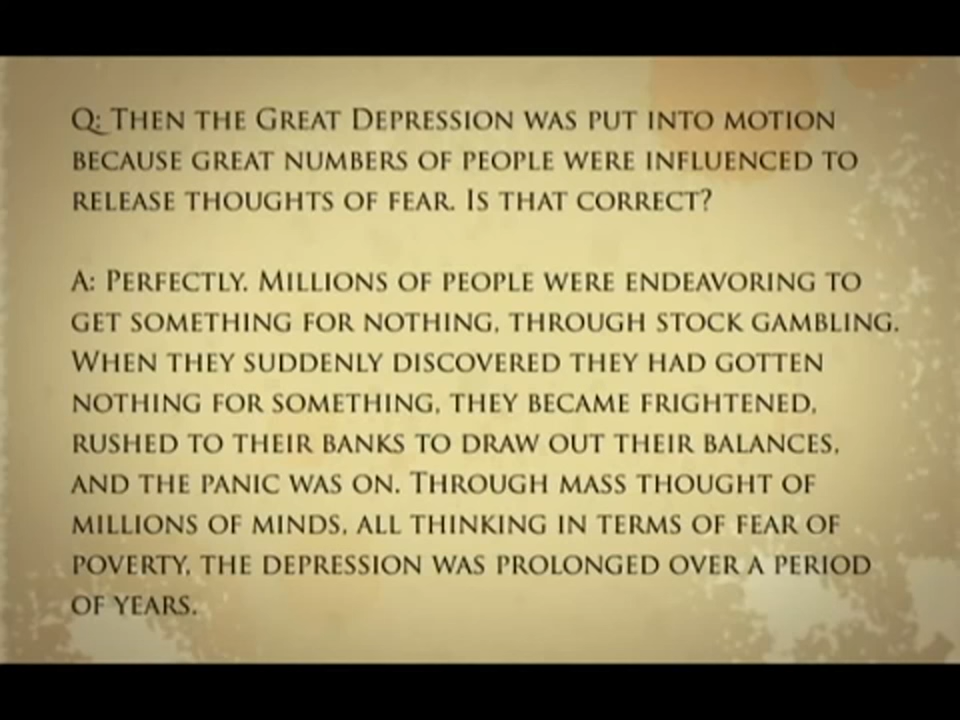 Q: Then the Great Depression was put into motion
because great numbers of people were influenced to
release thoughts of fear. Is that correct?
A: Perfectly. Millions of people were endeavoring to
get something for nothing, through stock gambling.
When they suddenly discovered they had gotten
nothing for something, they became frightened,
rushed to their banks to draw out their balances,
and the panic was on. Through mass thought of
millions of minds, all thinking in terms of fear of
poverty, the depression was prolonged over a period
of years.